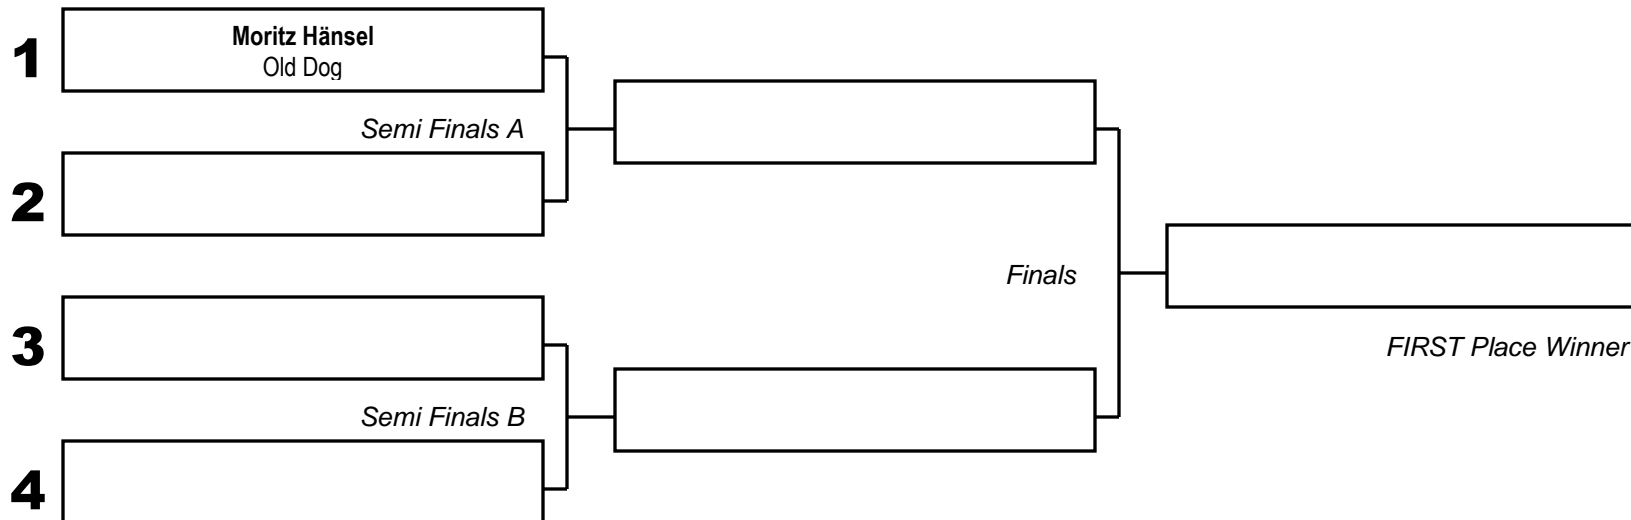 1
Moritz Hänsel
Old Dog
Semi Finals A
2
Finals
3
FIRST Place Winner
Semi Finals B
4